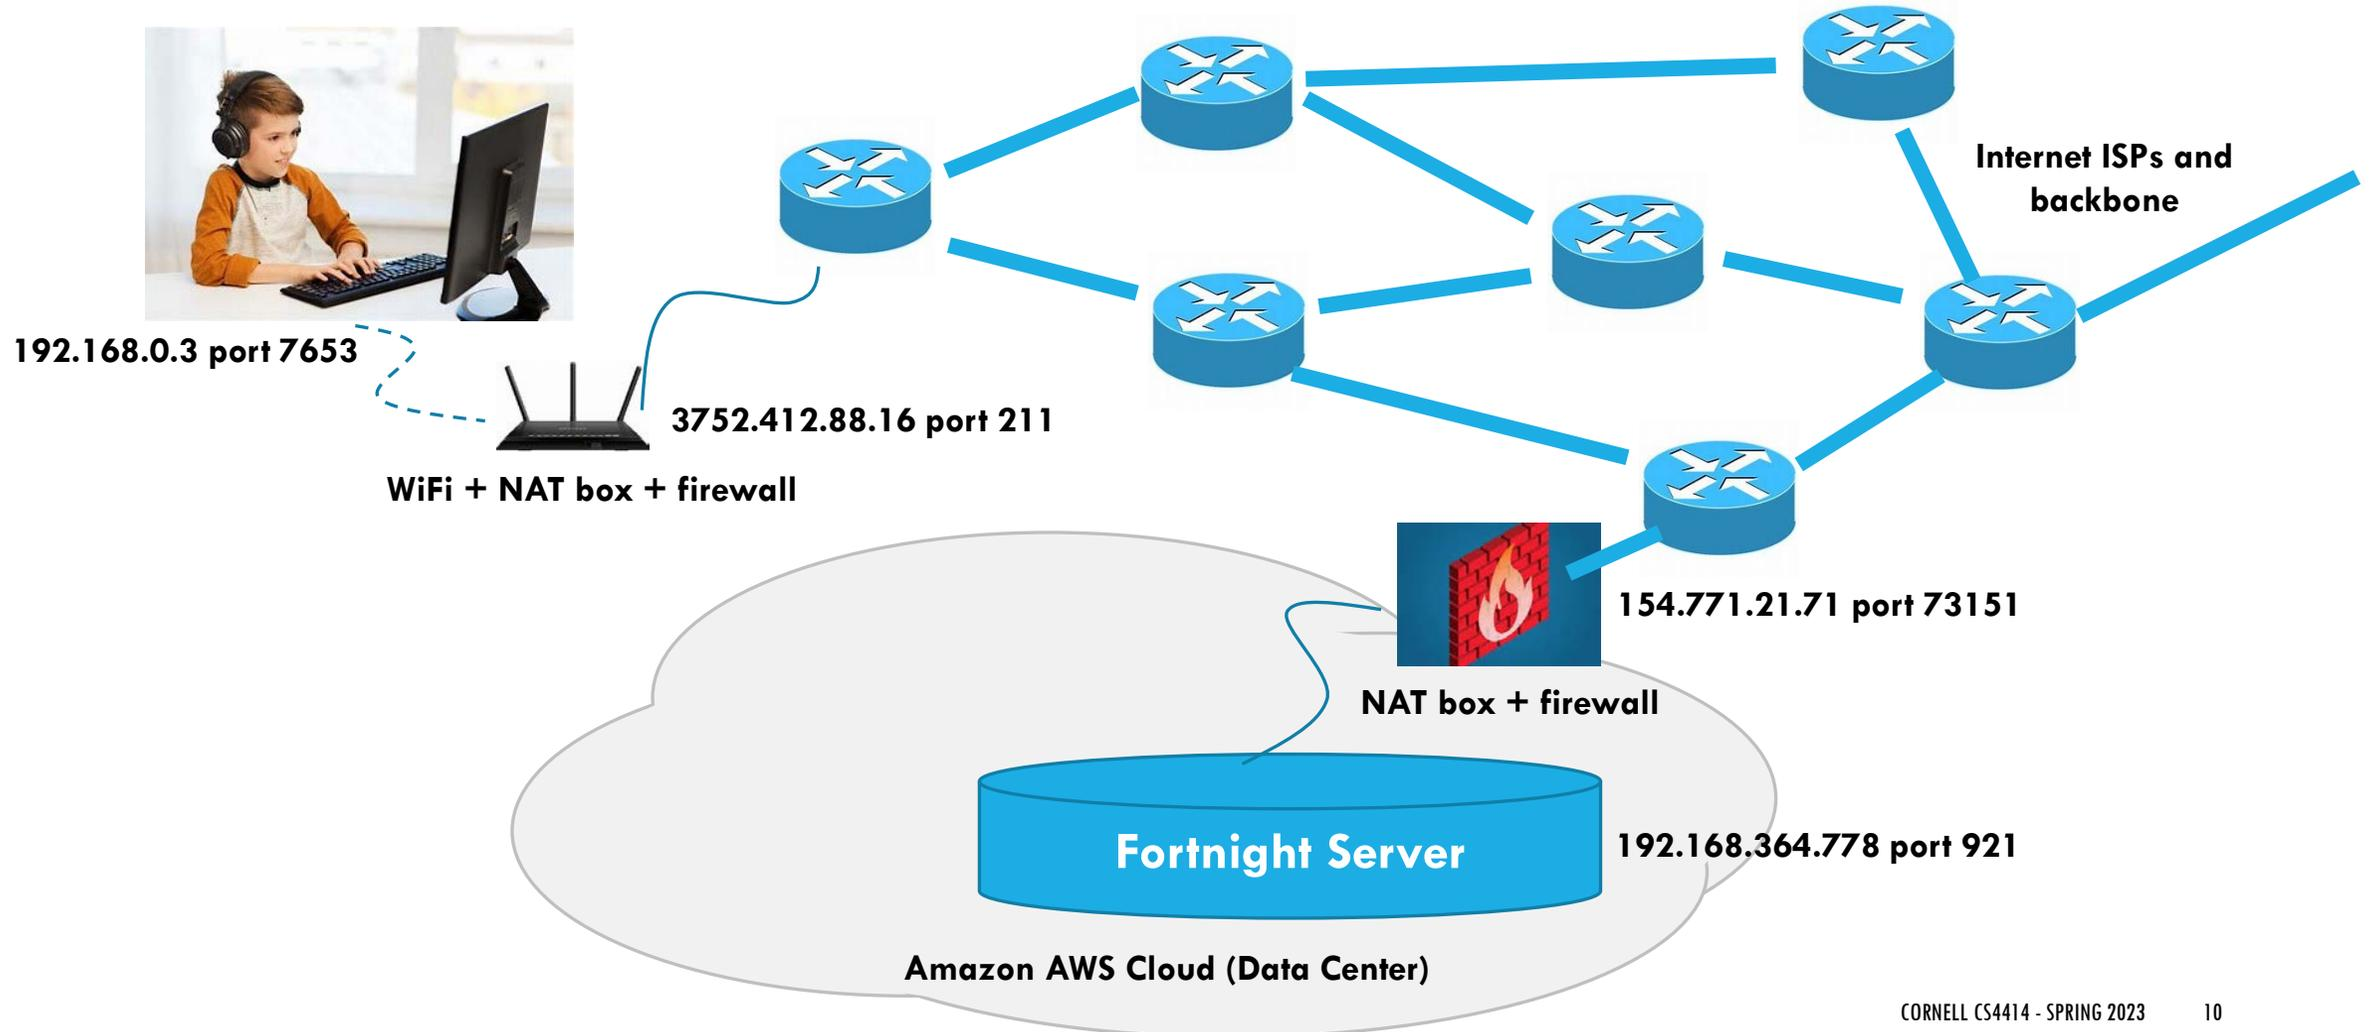 Internet ISPs and
backbone
192.168.0.3 port 7653
3752.412.88.16 port 211
WiFi + NAT box + firewall
154.771.21.71 port 73151
NAT box + firewall
Fortnight Server
192.168.364.778 port 921
Amazon AWS Cloud (Data Center)
CORNELL CS4414 - SPRING 2023 10